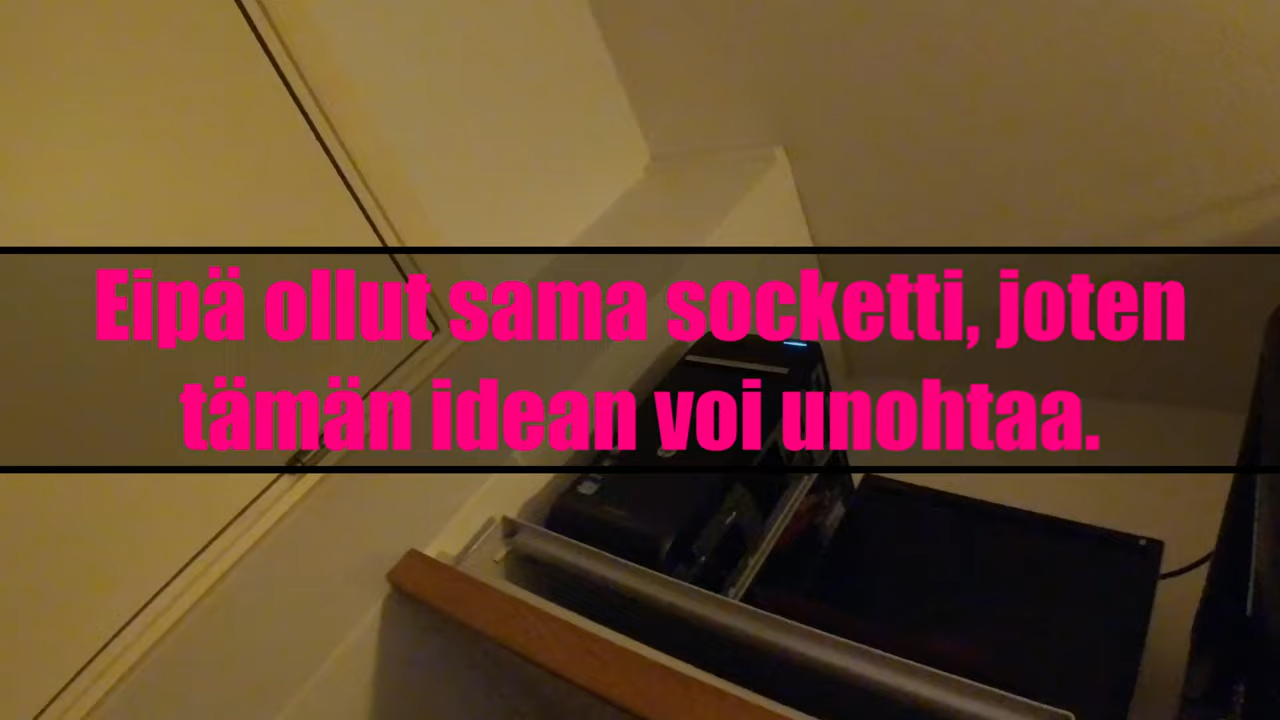 Eipä ollut sama socketti, joten
tämän idean voi unohtaa.